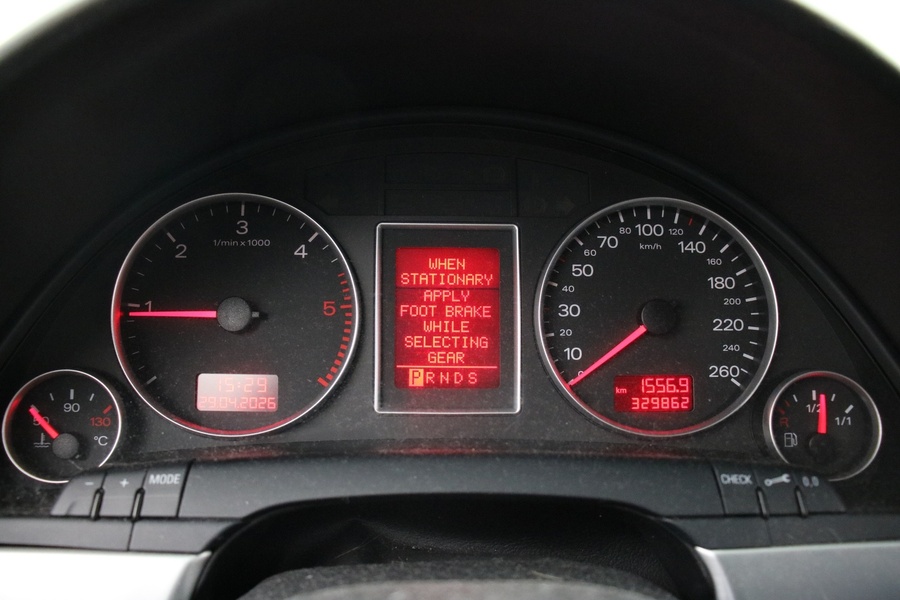 1
2
3
4
5
1/min x 1000
15:29
29.04.2026
90
130
°C
WHEN
STATIONARY
APPLY
FOOT BRAKE
WHILE
SELECTING
GEAR
PRNDS
10
20
30
40
50
60
70
80
100
120
140
160
180
200
220
240
260
km/h
km
1556.9
329862
R
1/2
1/1
- + MODE
CHECK 0.0